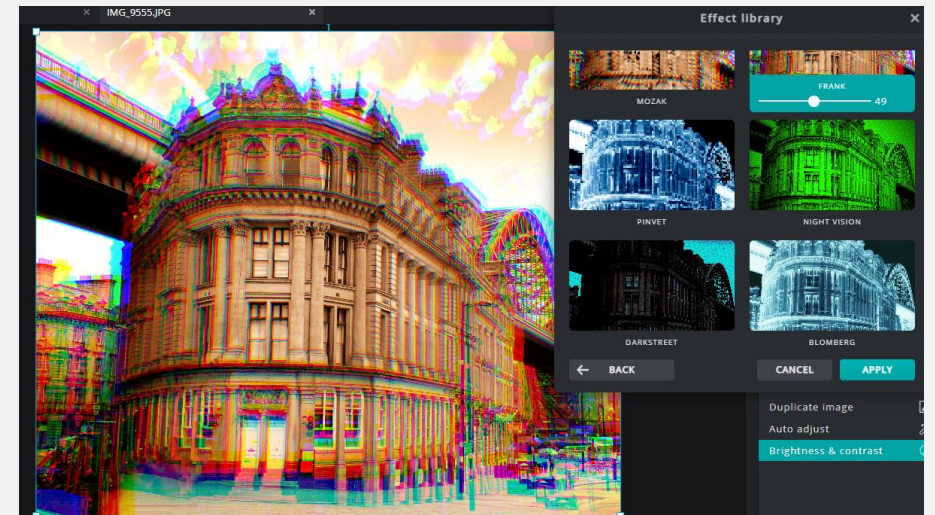 IMG_9555.JPG
Effect library
MOZAK
FRANK
49
PINVET
NIGHT VISION
DARKSTREET
BLOMBERG
BACK
CANCEL
APPLY
Duplicate image
Auto adjust
Brightness & contrast